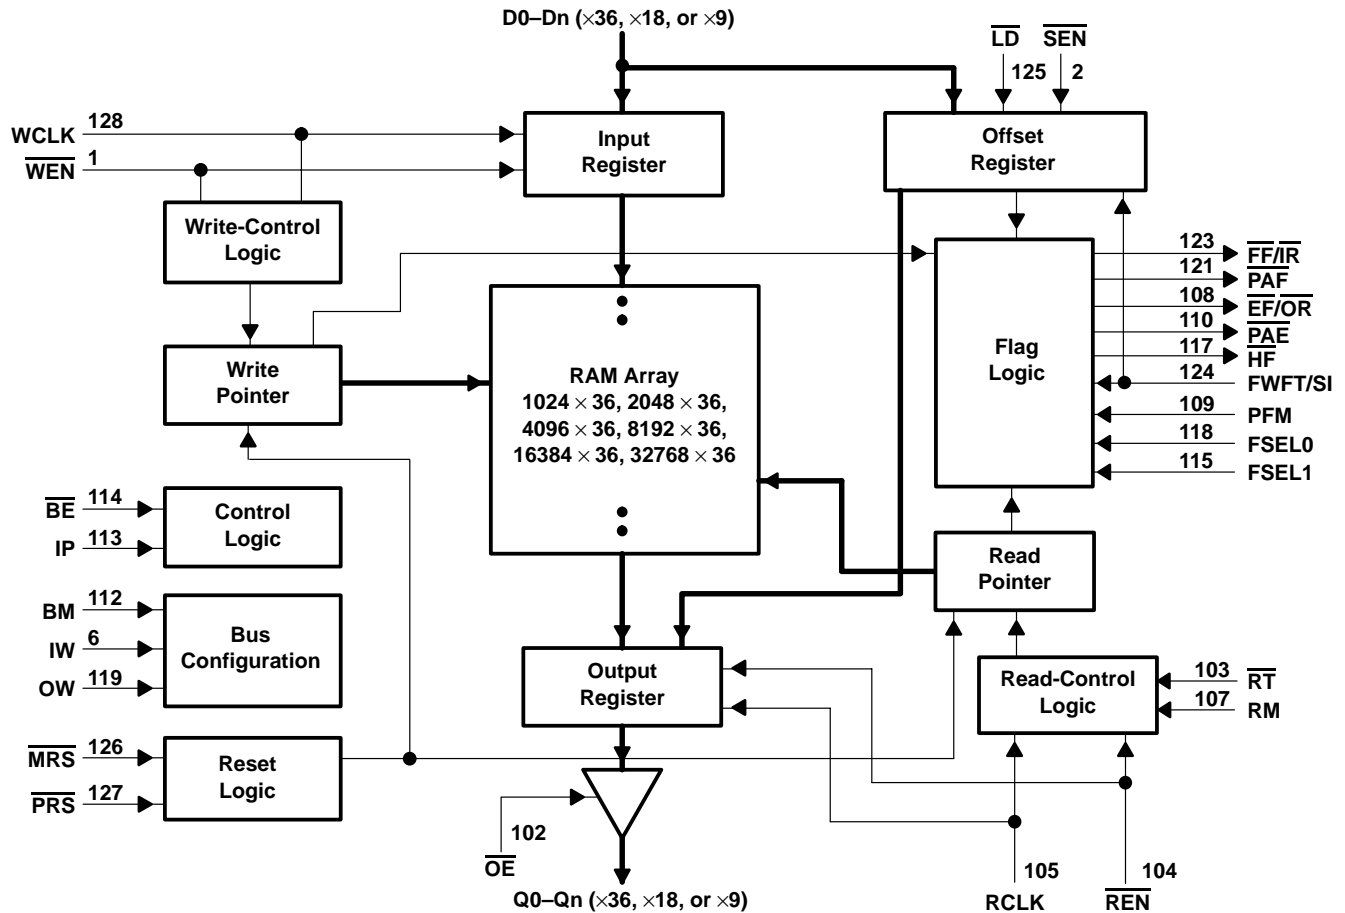 D0–Dn (×36, ×18, or ×9)
LD
SEN
125
2
WCLK
128
WEN
1
Input
Register
Offset
Register
Write-Control
Logic
123
FF/IR
121
PAF
108
EF/OR
110
PAE
117
HF
124
FWFT/SI
109
PFM
118
FSEL0
115
FSEL1
Flag
Logic
Write
Pointer
RAM Array
1024 × 36, 2048 × 36,
4096 × 36, 8192 × 36,
16384 × 36, 32768 × 36
BE
114
IP
113
Control
Logic
Read
Pointer
BM
112
IW
6
OW
119
Bus
Configuration
Output
Register
Read-Control
Logic
103
RT
107
RM
MRS
126
PRS
127
Reset
Logic
102
OE
105
RCLK
104
REN
Q0–Qn (×36, ×18, or ×9)